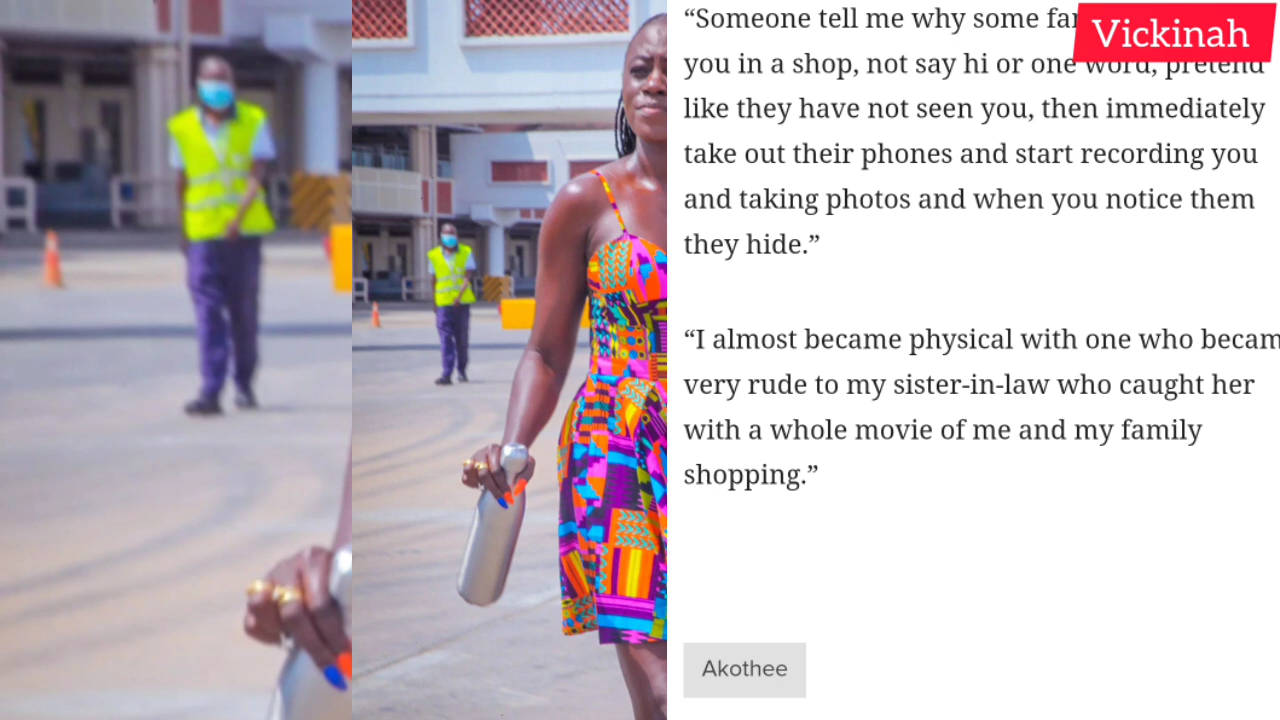 “Someone tell me why some
Vickinah
you in a shop, not say hi or one word, pretend
like they have not seen you, then immediately
take out their phones and start recording you
and taking photos and when you notice them
they hide.”
“I almost became physical with one who becam
very rude to my sister-in-law who caught her
with a whole movie of me and my family
shopping.”
Akothee